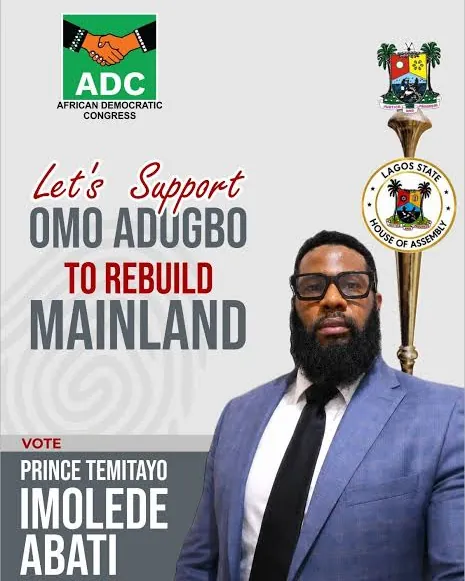 ADC
AFRICAN DEMOCRATIC
CONGRESS
LAGOS STATE
HOUSE OF ASSEMBLY
Let's Support
OMO ADUGBO
TO REBUILD
MAINLAND
VOTE
PRINCE TEMITAYO
IMOLEDE
ABATI